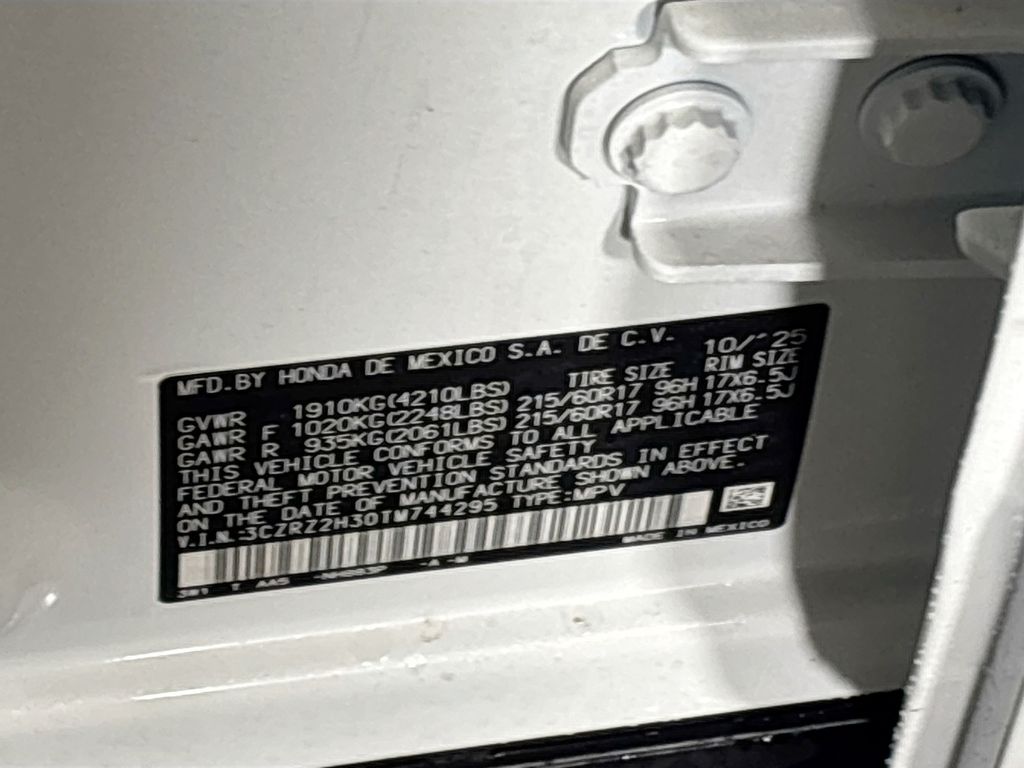 MFD.BY HONDA DE MEXICO S.A. DE C.V. 10/'25
TIRE SIZE RIM SIZE
GVWR 1910KG(4210LBS)
GAWR F 1020KG(2248LBS) 215/60R17 96H 17X6.5J
GAWR R 935KG(2061LBS) 215/60R17 96H 17X6.5J
THIS VEHICLE CONFORMS TO ALL APPLICABLE
FEDERAL MOTOR VEHICLE SAFETY
AND THEFT PREVENTION STANDARDS IN EFFECT
ON THE DATE OF MANUFACTURE SHOWN ABOVE.
V.I.N.:3CZRZ2H30TM744295 TYPE:MPV
3W1 T AAS -A -M MADE IN MEXICO